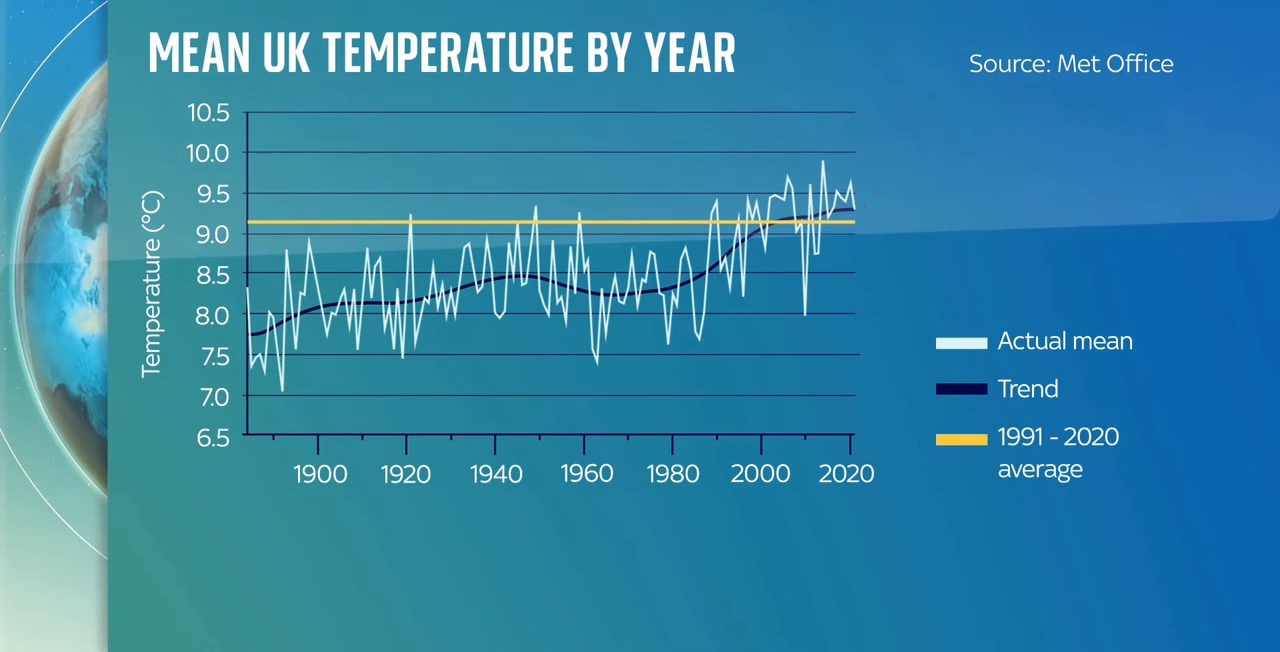 MEAN UK TEMPERATURE BY YEAR
Source: Met Office
Temperature (°C)
10.5
10.0
9.5
9.0
8.5
8.0
7.5
7.0
6.5
1900 1920 1940 1960 1980 2000 2020
Actual mean
Trend
1991 - 2020
average